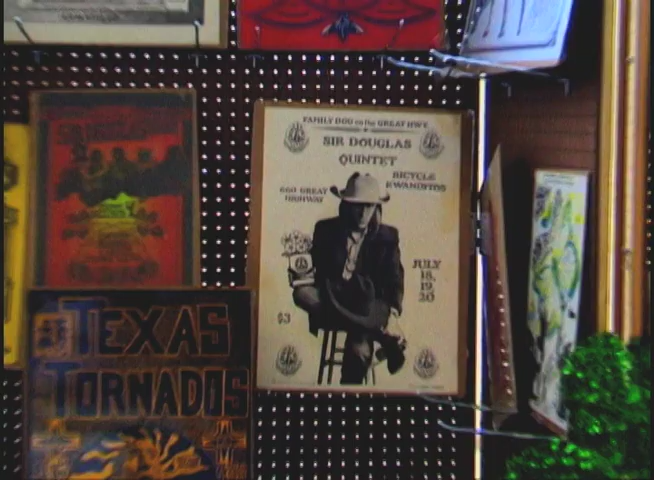 FAMILY DOG on the GREAT HWY
SIR DOUGLAS
QUINTET
BICYCLE
KWAMQIOS
660 GREAT
HIGHWAY
JULY
18,
19,
20
$3
TEXAS
TORNADOS